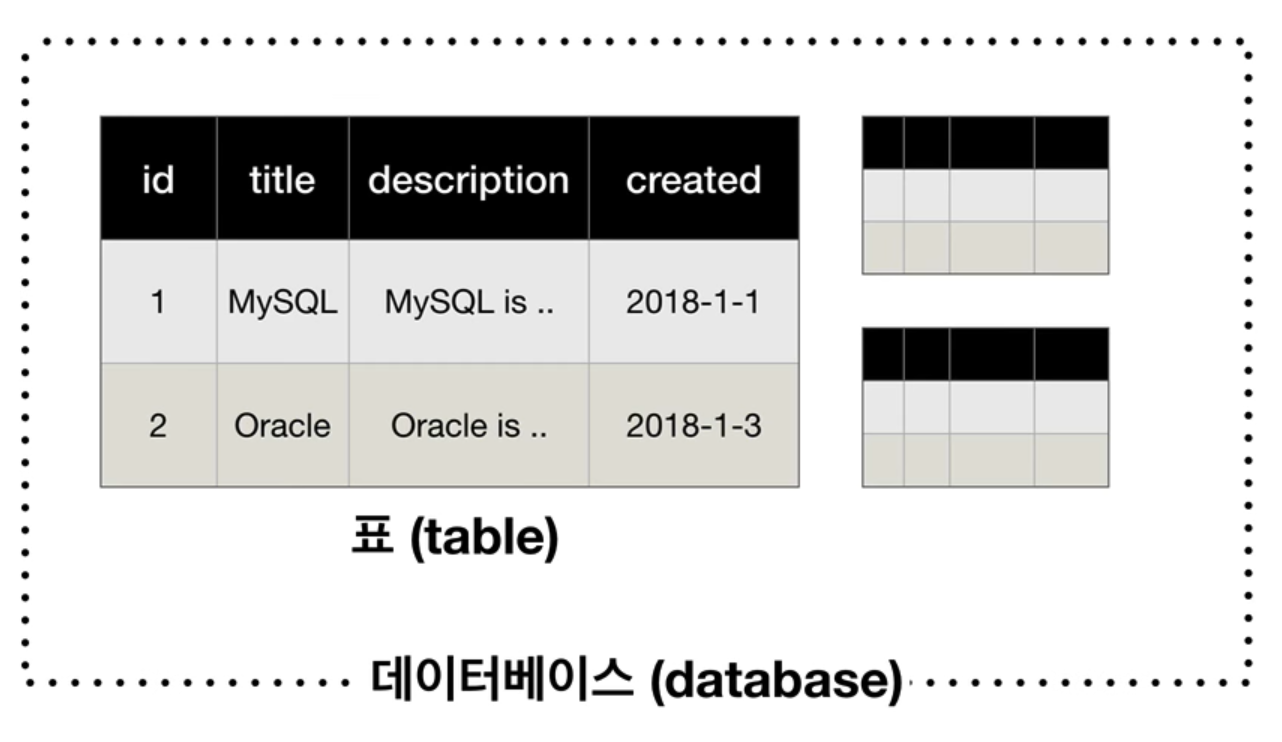 id title description created
1 MySQL MySQL is .. 2018-1-1
2 Oracle Oracle is .. 2018-1-3
표 (table)
데이터베이스 (database)